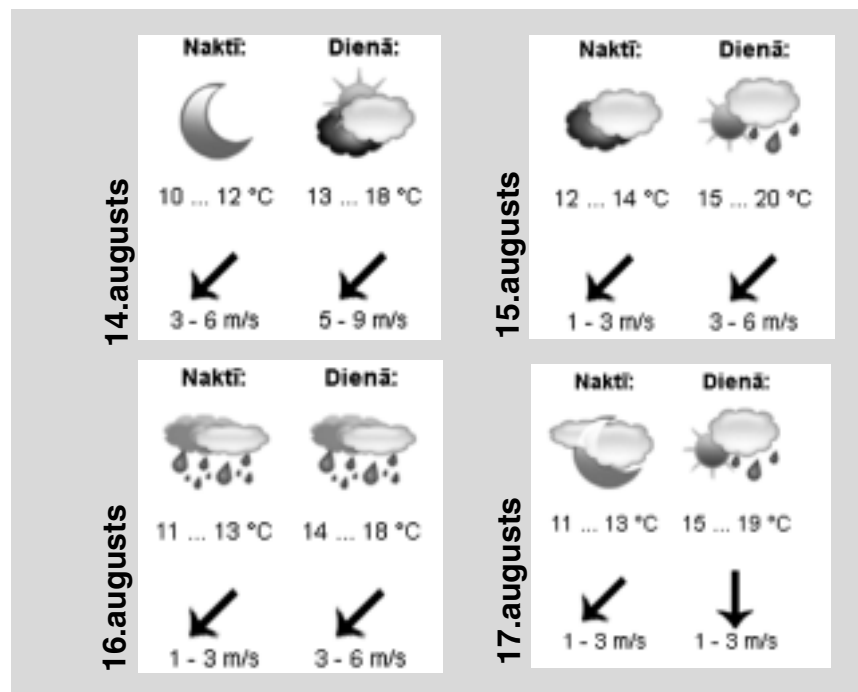 14.augusts
Naktī: Dienā:
10 ... 12 °C 13 ... 18 °C
3 - 6 m/s 5 - 9 m/s
15.augusts
Naktī: Dienā:
12 ... 14 °C 15 ... 20 °C
1 - 3 m/s 3 - 6 m/s
16.augusts
Naktī: Dienā:
11 ... 13 °C 14 ... 18 °C
1 - 3 m/s 3 - 6 m/s
17.augusts
Naktī: Dienā:
11 ... 13 °C 15 ... 19 °C
1 - 3 m/s 1 - 3 m/s